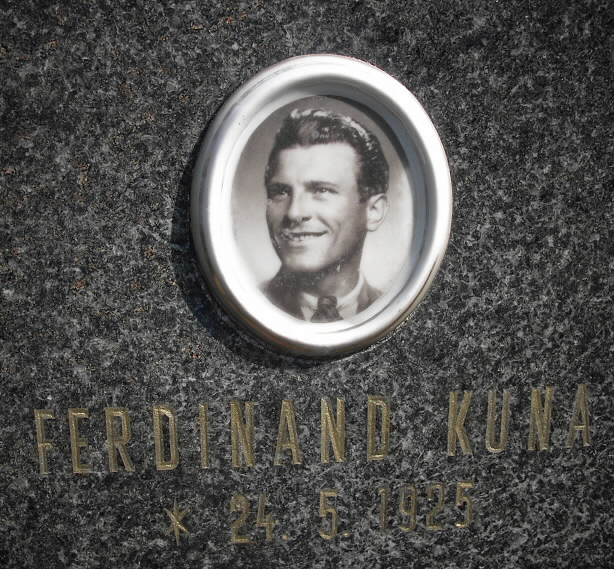 FERDINAND KUNA
* 24. 5. 1925